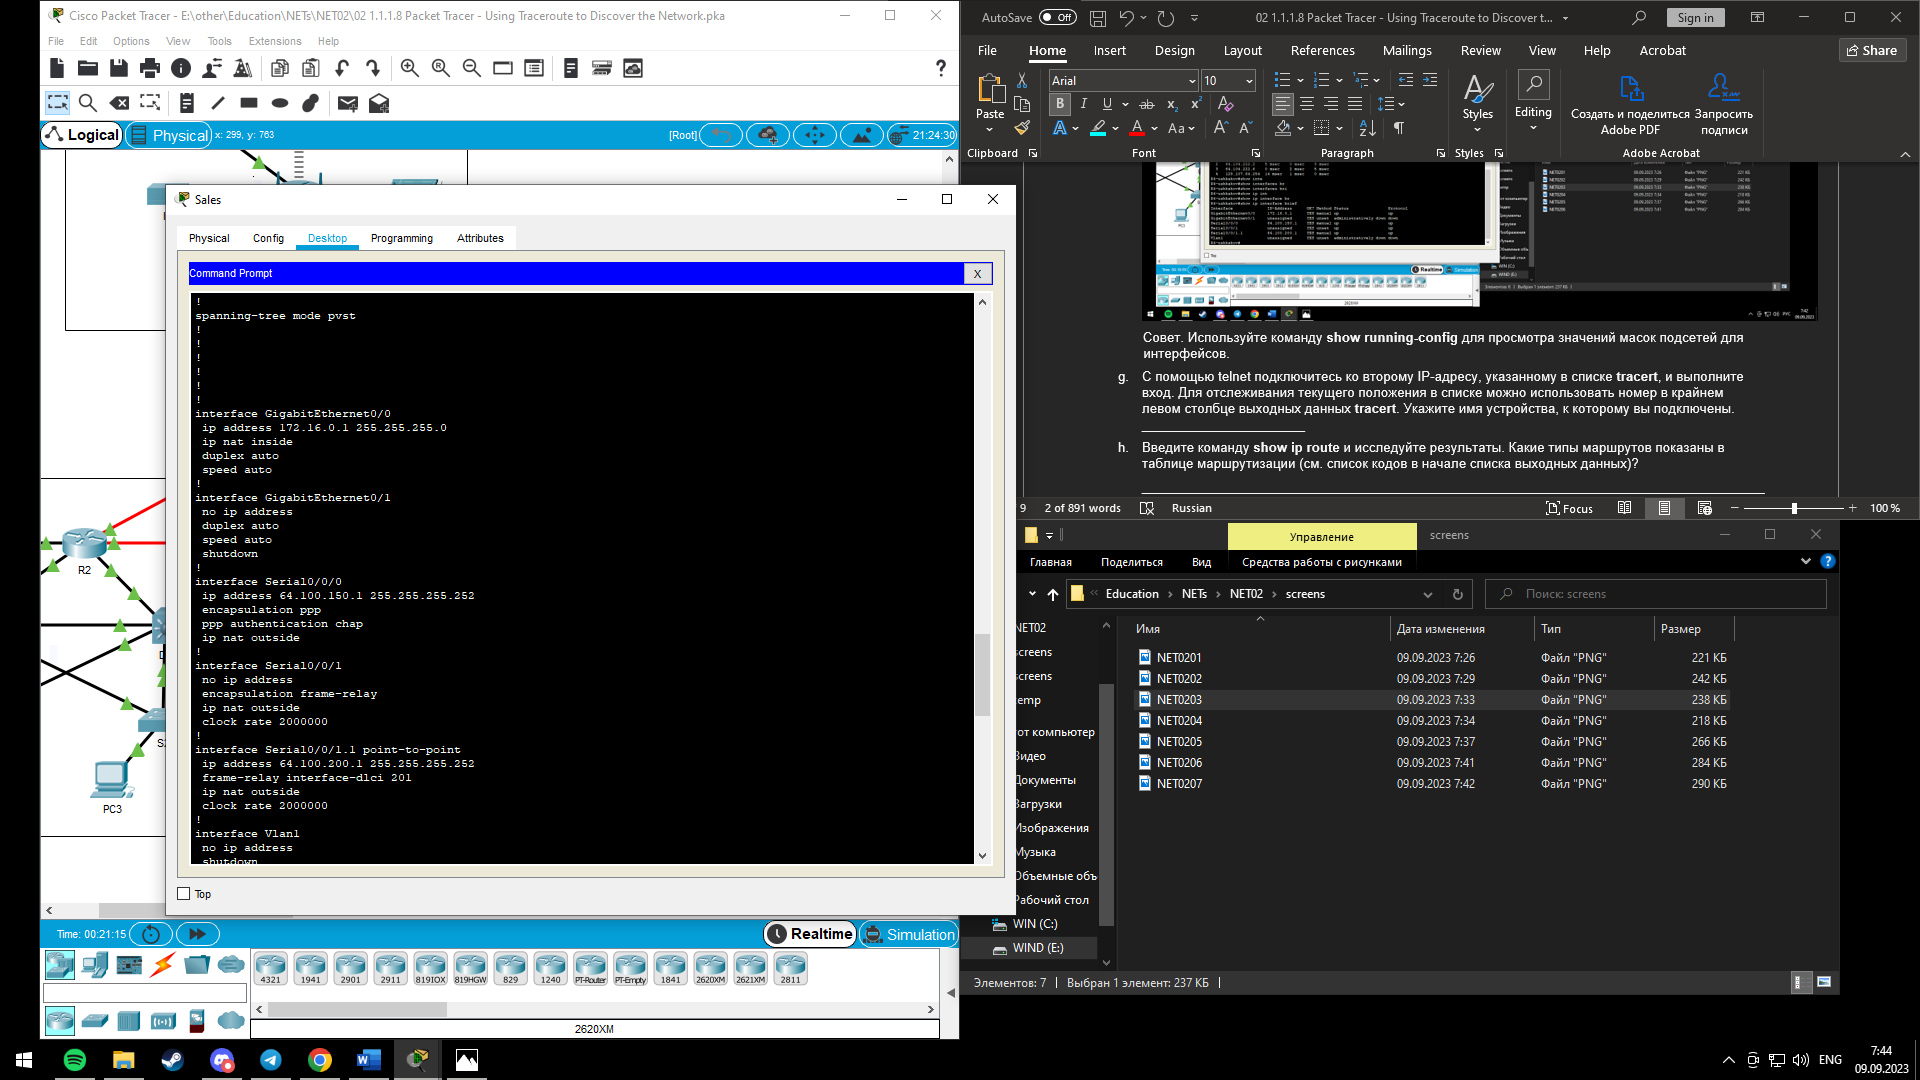 Cisco Packet Tracer - E:\other\Education\NETs\NET02\02 1.1.1.8 Packet Tracer - Using Traceroute to Discover the Network.pka
File Edit Options View Tools Extensions Help
?
Logical
Physical
x: 299, y: 763
[Root]
21:24:30
R2
PC3
Sales
Physical Config Desktop Programming Attributes
Command Prompt
X
!
spanning-tree mode pvst
!
!
!
!
!
!
interface GigabitEthernet0/0
ip address 172.16.0.1 255.255.255.0
ip nat inside
duplex auto
speed auto
!
interface GigabitEthernet0/1
no ip address
duplex auto
speed auto
shutdown
!
interface Serial0/0/0
ip address 64.100.150.1 255.255.255.252
encapsulation ppp
ppp authentication chap
ip nat outside
!
interface Serial0/0/1
no ip address
encapsulation frame-relay
ip nat outside
clock rate 2000000
!
interface Serial0/0/1.1 point-to-point
ip address 64.100.200.1 255.255.255.252
frame-relay interface-dlci 201
ip nat outside
clock rate 2000000
!
interface Vlan1
no ip address
shutdown
Top
Time: 00:21:15
Realtime
Simulation
4321 1941 2901 2911 819IOX 819HGW 829 1240 PT-Router PT-Empty 1841 2620XM 2621XM 2811
2620XM
AutoSave Off
02 1.1.1.8 Packet Tracer - Using Traceroute to Discover t...
Sign in
File Home Insert Design Layout References Mailings Review View Help Acrobat
Share
Paste
Arial
10
Styles
Editing
Создать и поделиться Adobe PDF
Запросить подписи
Clipboard Font Paragraph Styles Adobe Acrobat
Совет. Используйте команду show running-config для просмотра значений масок подсетей для
интерфейсов.
g. С помощью telnet подключитесь ко второму IP-адресу, указанному в списке tracert, и выполните
вход. Для отслеживания текущего положения в списке можно использовать номер в крайнем
левом столбце выходных данных tracert. Укажите имя устройства, к которому вы подключены.
h. Введите команду show ip route и исследуйте результаты. Какие типы маршрутов показаны в
таблице маршрутизации (см. список кодов в начале списка выходных данных)?
9 2 of 891 words Russian Focus 100 %
Управление
screens
Главная Поделиться Вид Средства работы с рисунками
Education NETs NET02 screens
Поиск: screens
Имя Дата изменения Тип Размер
NET0201 09.09.2023 7:26 Файл "PNG" 221 КБ
NET0202 09.09.2023 7:29 Файл "PNG" 242 КБ
NET0203 09.09.2023 7:33 Файл "PNG" 238 КБ
NET0204 09.09.2023 7:34 Файл "PNG" 218 КБ
NET0205 09.09.2023 7:37 Файл "PNG" 266 КБ
NET0206 09.09.2023 7:41 Файл "PNG" 284 КБ
NET0207 09.09.2023 7:42 Файл "PNG" 290 КБ
NET02
screens
screens
temp
от компьютер
Видео
Документы
Загрузки
Изображения
Музыка
Объемные объ
Рабочий стол
WIN (C:)
WIND (E:)
Элементов: 7 Выбран 1 элемент: 237 КБ
ENG
7:44
09.09.2023